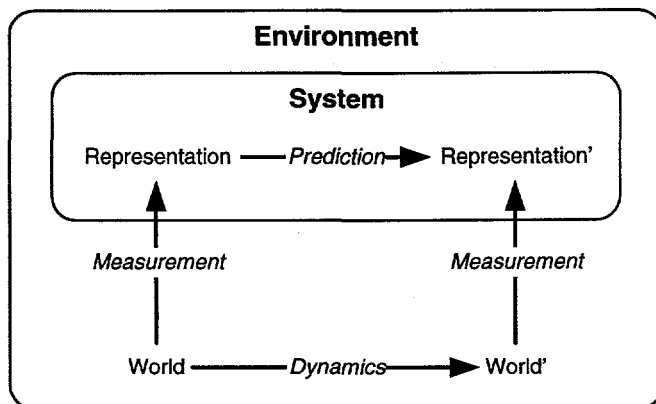 Environment
System
Representation Prediction Representation'
Measurement Measurement
World Dynamics World'